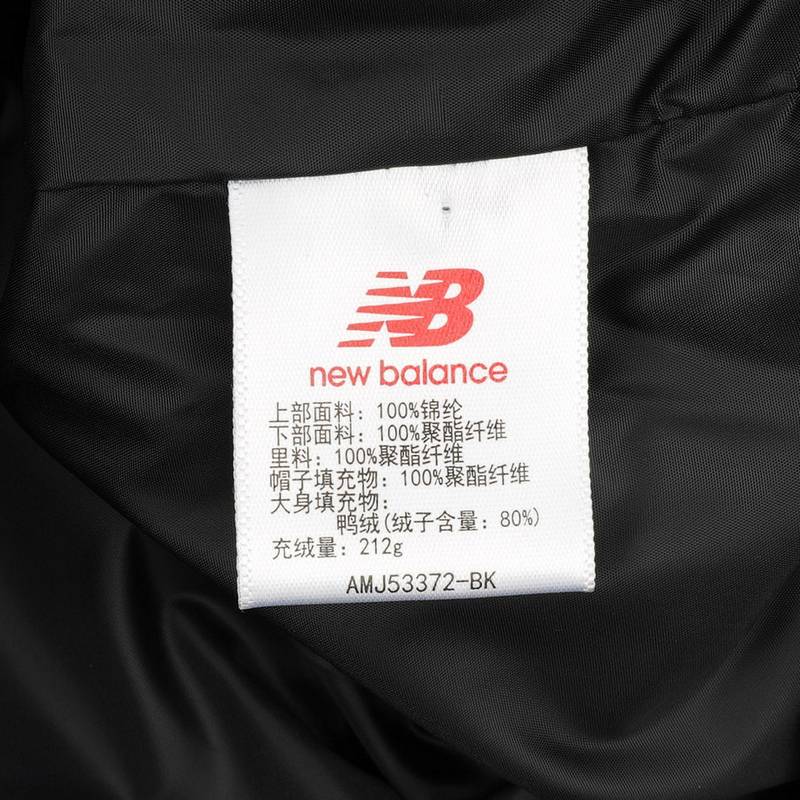 NB
new balance
上部面料：100%锦纶
下部面料：100%聚酯纤维
里料：100%聚酯纤维
帽子填充物：100%聚酯纤维
大身填充物：
鸭绒(绒子含量：80%)
充绒量：212g
AMJ53372-BK